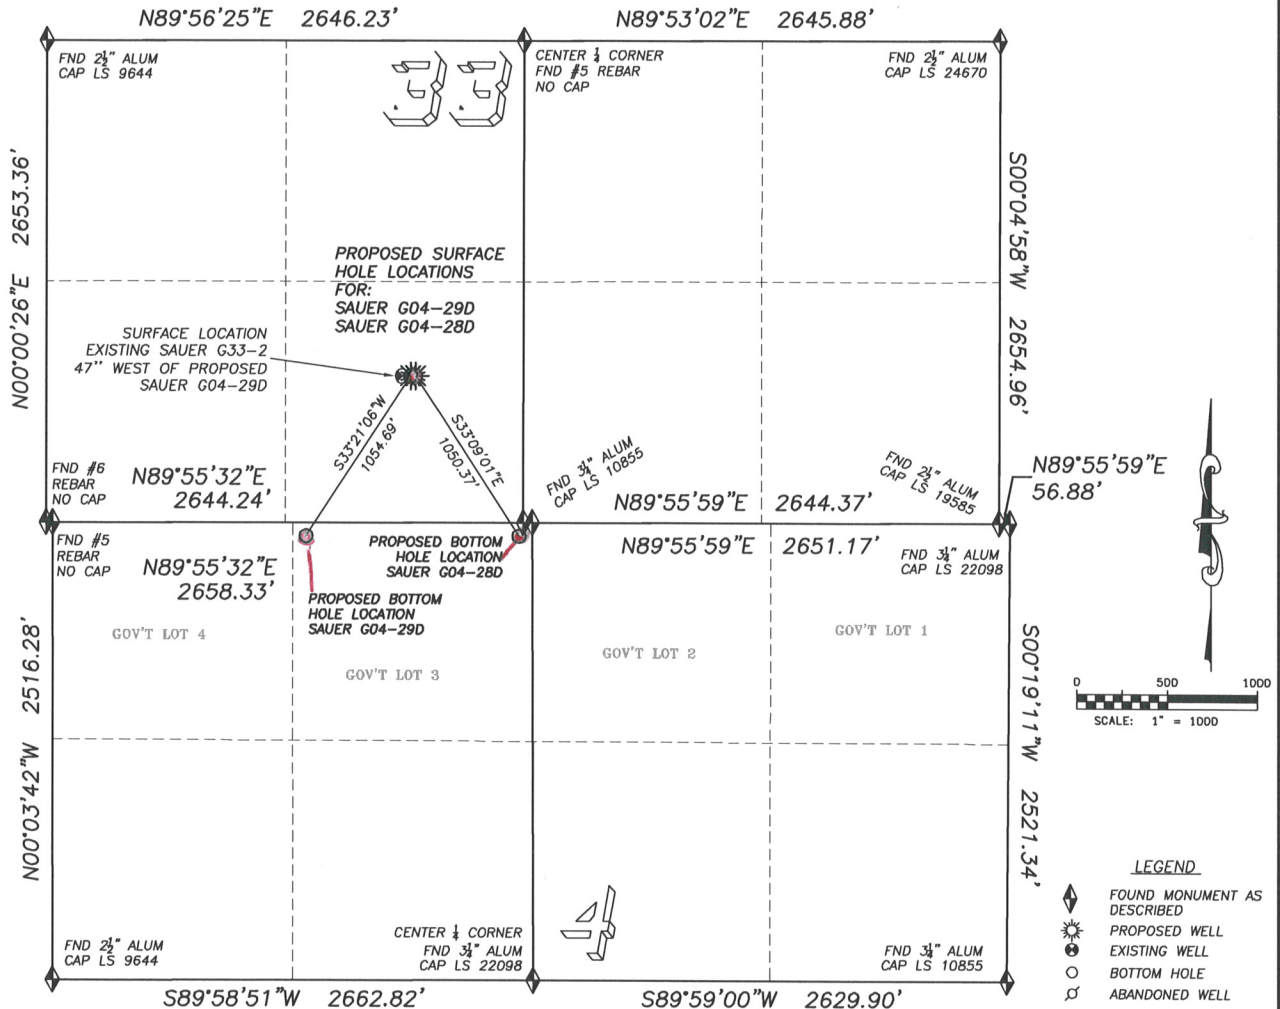 N89°56'25"E 2646.23'
N89°53'02"E 2645.88'
FND 2½" ALUM
CAP LS 9644
33
CENTER ¼ CORNER
FND #5 REBAR
NO CAP
FND 2½" ALUM
CAP LS 24670
N00°00'26"E 2653.36'
S00°04'58"W 2654.96'
PROPOSED SURFACE
HOLE LOCATIONS
FOR:
SAUER G04-29D
SAUER G04-28D
SURFACE LOCATION
EXISTING SAUER G33-2
47'' WEST OF PROPOSED
SAUER G04-29D
S33°21'06"W
1054.69'
S33°09'01"E
1050.37'
FND #6
REBAR
NO CAP
N89°55'32"E
2644.24'
FND 3¼" ALUM
CAP LS 10855
N89°55'59"E 2644.37'
FND 2½" ALUM
CAP LS 19585
N89°55'59"E
56.88'
FND #5
REBAR
NO CAP
N89°55'32"E
2658.33'
PROPOSED BOTTOM
HOLE LOCATION
SAUER G04-28D
N89°55'59"E 2651.17'
FND 3¼" ALUM
CAP LS 22098
PROPOSED BOTTOM
HOLE LOCATION
SAUER G04-29D
GOV'T LOT 4
GOV'T LOT 3
GOV'T LOT 2
GOV'T LOT 1
N00°03'42"W 2516.28'
S00°19'11"W 2521.34'
0 500 1000
SCALE: 1" = 1000
4
FND 2½" ALUM
CAP LS 9644
CENTER ¼ CORNER
FND 3¼" ALUM
CAP LS 22098
FND 3¼" ALUM
CAP LS 10855
S89°58'51"W 2662.82'
S89°59'00"W 2629.90'
LEGEND
FOUND MONUMENT AS
DESCRIBED
PROPOSED WELL
EXISTING WELL
BOTTOM HOLE
ABANDONED WELL